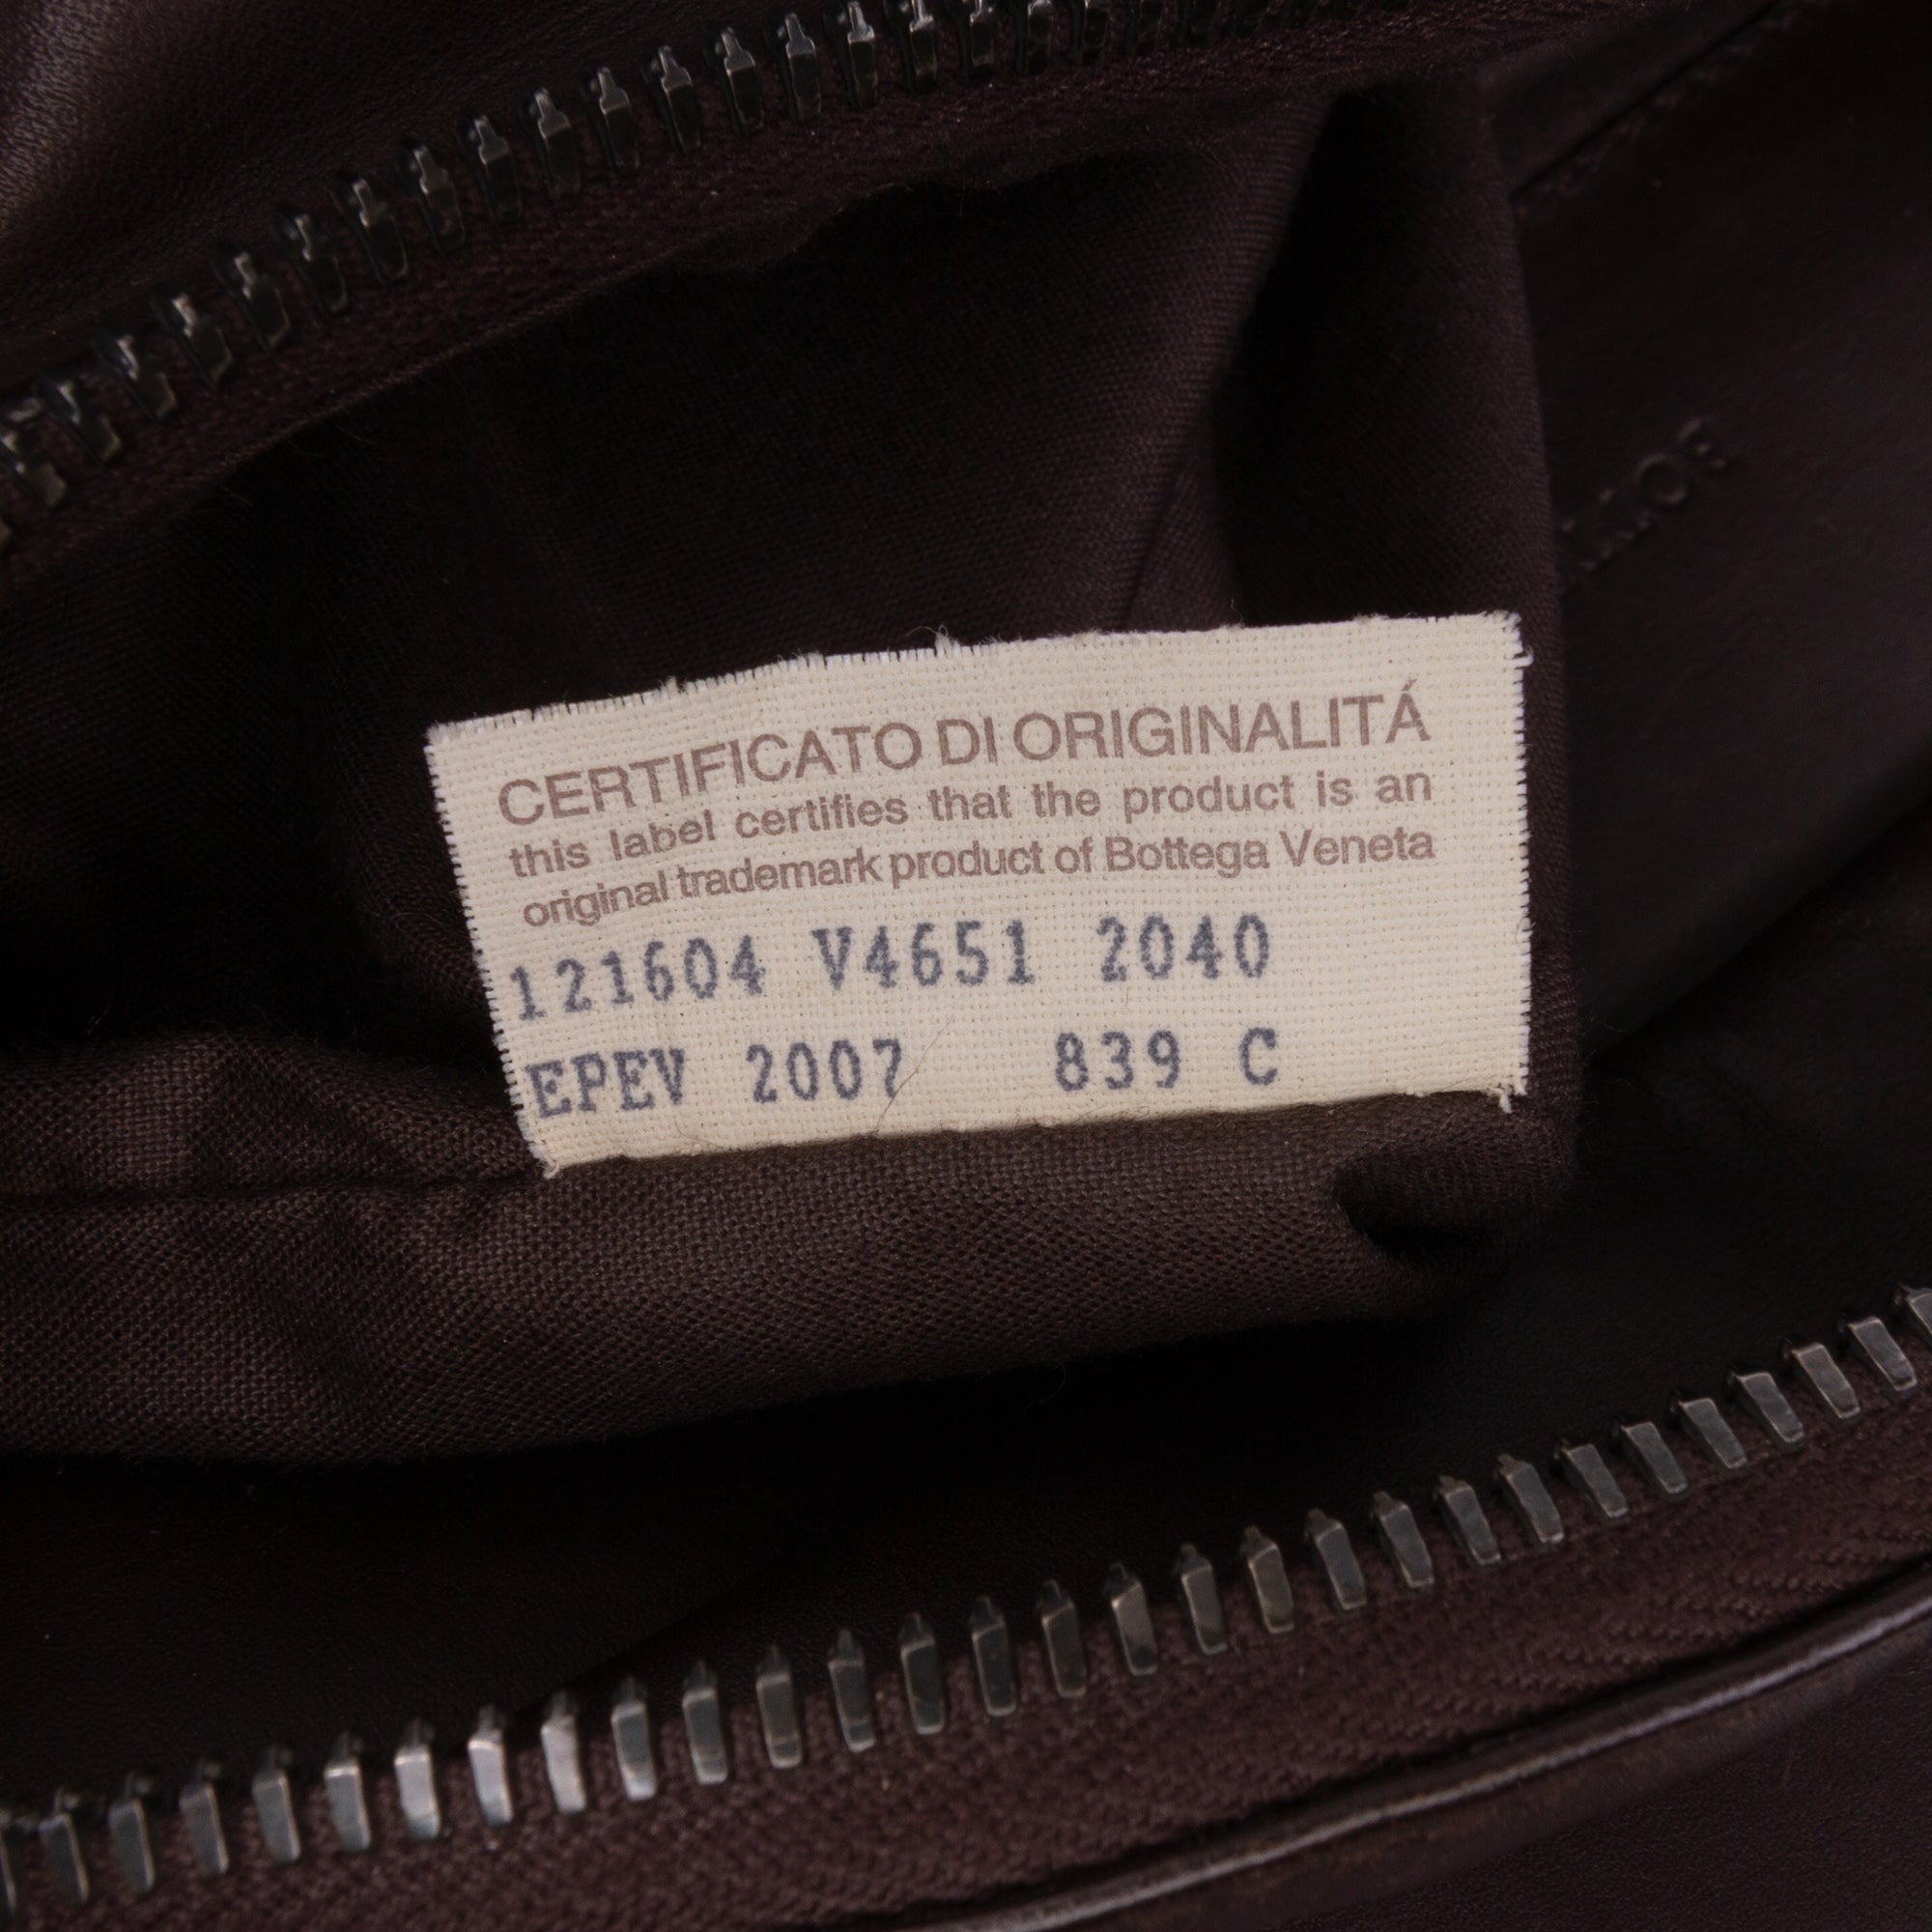 CERTIFICATO DI ORIGINALITÁ
this label certifies that the product is an
original trademark product of Bottega Veneta
121604 V4651 2040
EPEV 2007 839 C